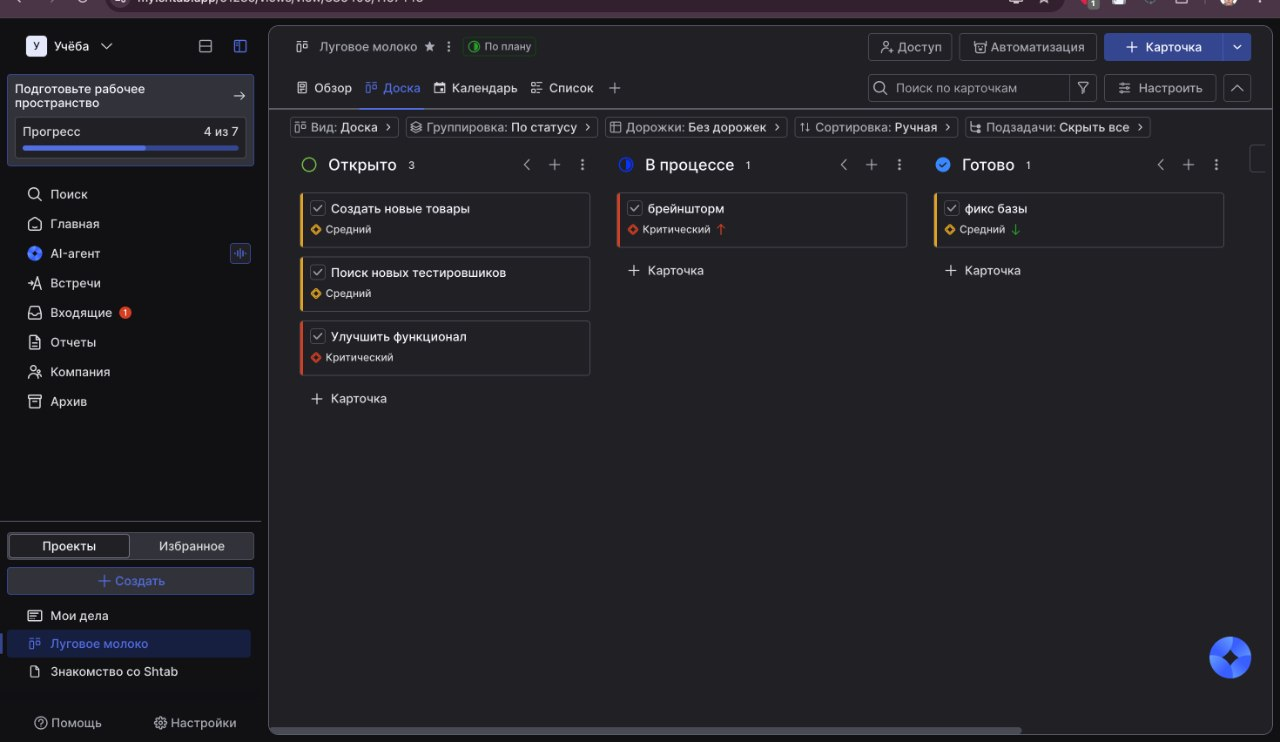 У Учёба
Подготовьте рабочее
пространство
Прогресс 4 из 7
Поиск
Главная
AI-агент
Встречи
Входящие 1
Отчеты
Компания
Архив
Проекты Избранное
+ Создать
Мои дела
Луговое молоко
Знакомство со Shtab
Помощь Настройки
Луговое молоко По плану
Доступ Автоматизация + Карточка
Обзор Доска Календарь Список +
Поиск по карточкам Настроить
Вид: Доска Группировка: По статусу Дорожки: Без дорожек Сортировка: Ручная Подзадачи: Скрыть все
Открыто 3
Создать новые товары
Средний
Поиск новых тестировшиков
Средний
Улучшить функционал
Критический
+ Карточка
В процессе 1
брейншторм
Критический
+ Карточка
Готово 1
фикс базы
Средний
+ Карточка